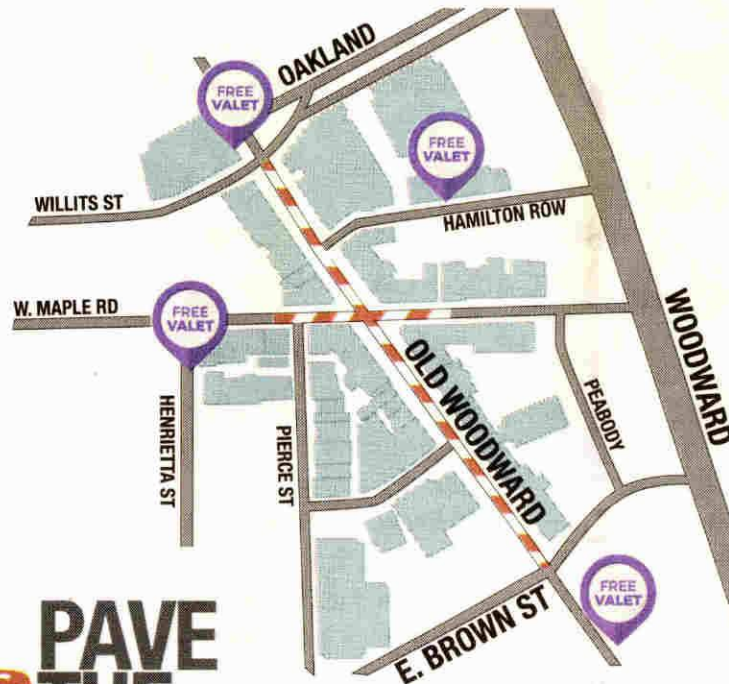 OAKLAND
FREE
VALET
FREE
VALET
WILLITS ST
HAMILTON ROW
W. MAPLE RD
FREE
VALET
WOODWARD
OLD WOODWARD
PEABODY
HENRIETTA ST
PIERCE ST
FREE
VALET
E. BROWN ST
PAVE
THE